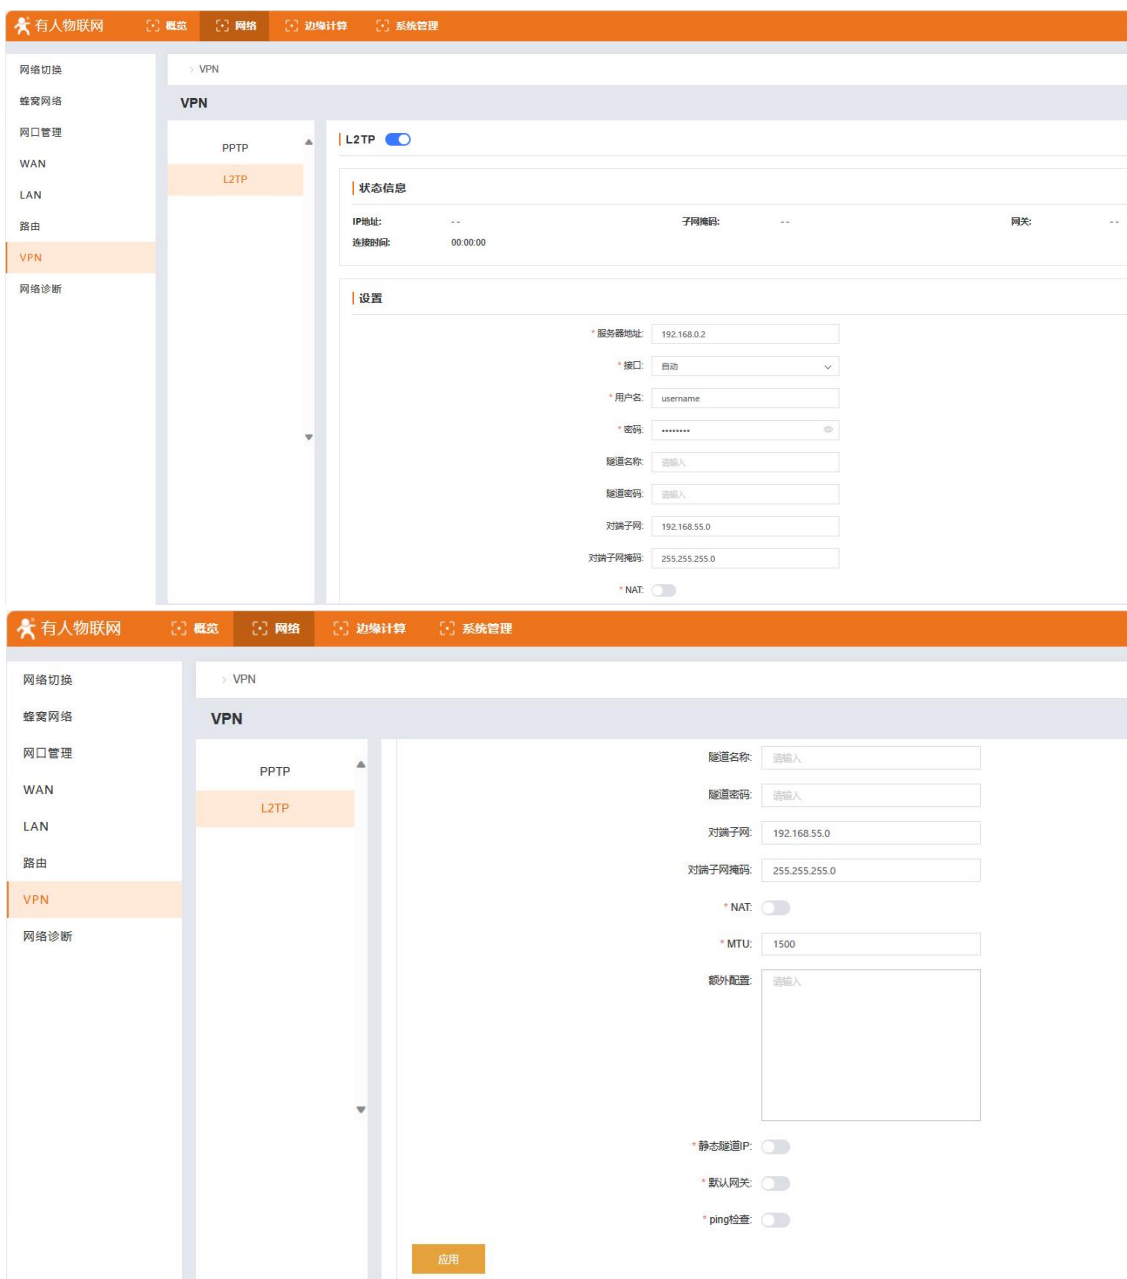 有人物联网 概览 网络 边缘计算 系统管理
网络切换
蜂窝网络
网口管理
WAN
LAN
路由
VPN
网络诊断
> VPN
VPN
PPTP
L2TP
L2TP
状态信息
IP地址: - - 子网掩码: - - 网关: - -
连接时间: 00:00:00
设置
* 服务器地址: 192.168.0.2
* 接口: 自动
* 用户名: username
* 密码: ••••••••
隧道名称: 请输入
隧道密码: 请输入
对端子网: 192.168.55.0
对端子网掩码: 255.255.255.0
* NAT:
有人物联网 概览 网络 边缘计算 系统管理
网络切换
蜂窝网络
网口管理
WAN
LAN
路由
VPN
网络诊断
> VPN
VPN
PPTP
L2TP
隧道名称: 请输入
隧道密码: 请输入
对端子网: 192.168.55.0
对端子网掩码: 255.255.255.0
* NAT:
* MTU: 1500
额外配置: 请输入
* 静态隧道IP:
* 默认网关:
* ping检查:
应用